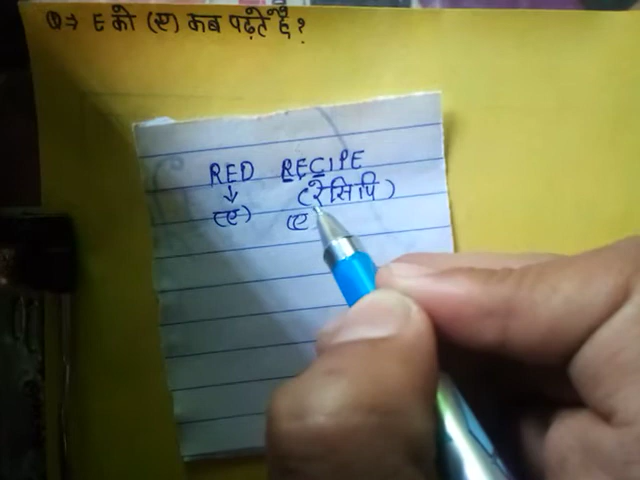 Q→ E को (ए) कब पढ़ते हैं?
RED RECIPE
↓ (रेसिपि)
(ए) (ए